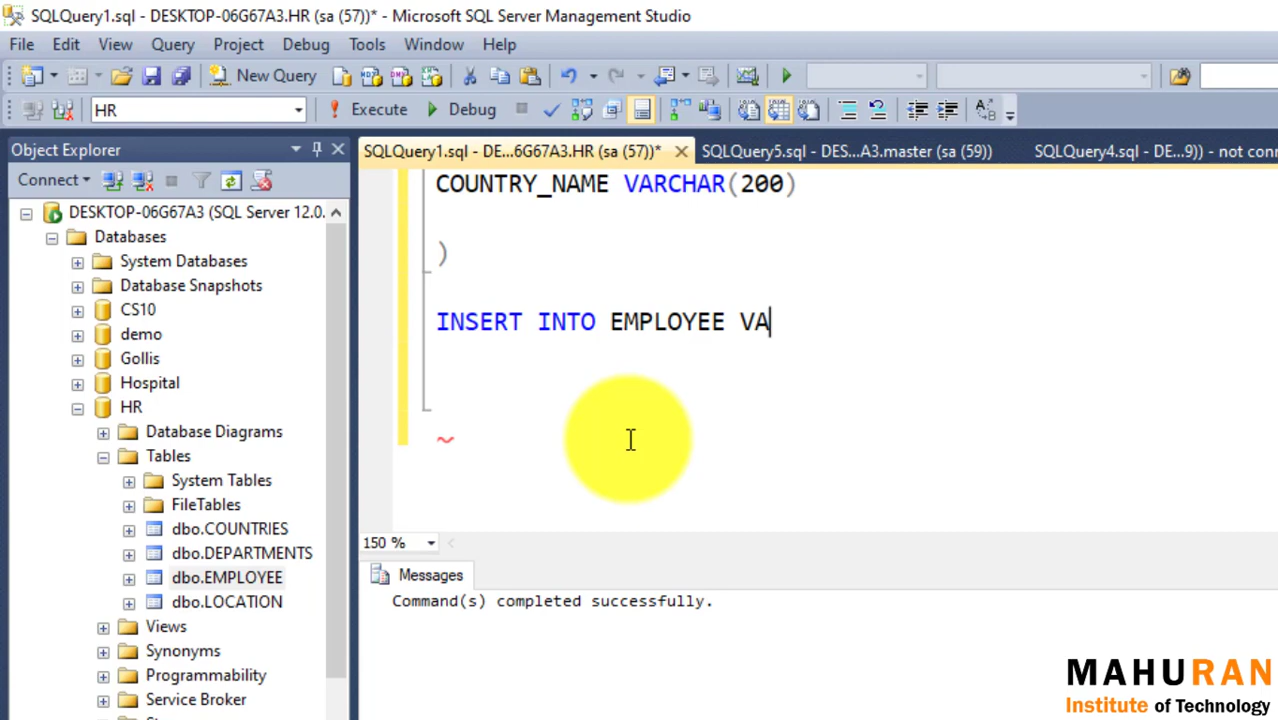 SQLQuery1.sql - DESKTOP-06G67A3.HR (sa (57))* - Microsoft SQL Server Management Studio
File Edit View Query Project Debug Tools Window Help
New Query
HR Execute Debug
Object Explorer
SQLQuery1.sql - DE...6G67A3.HR (sa (57))* SQLQuery5.sql - DES...A3.master (sa (59)) SQLQuery4.sql - DE...9)) - not conn
Connect
DESKTOP-06G67A3 (SQL Server 12.0.
Databases
System Databases
Database Snapshots
CS10
demo
Gollis
Hospital
HR
Database Diagrams
Tables
System Tables
FileTables
dbo.COUNTRIES
dbo.DEPARTMENTS
dbo.EMPLOYEE
dbo.LOCATION
Views
Synonyms
Programmability
Service Broker
COUNTRY_NAME VARCHAR(200)
)
INSERT INTO EMPLOYEE VA
150 %
Messages
Command(s) completed successfully.
MAHURAN
Institute of Technology